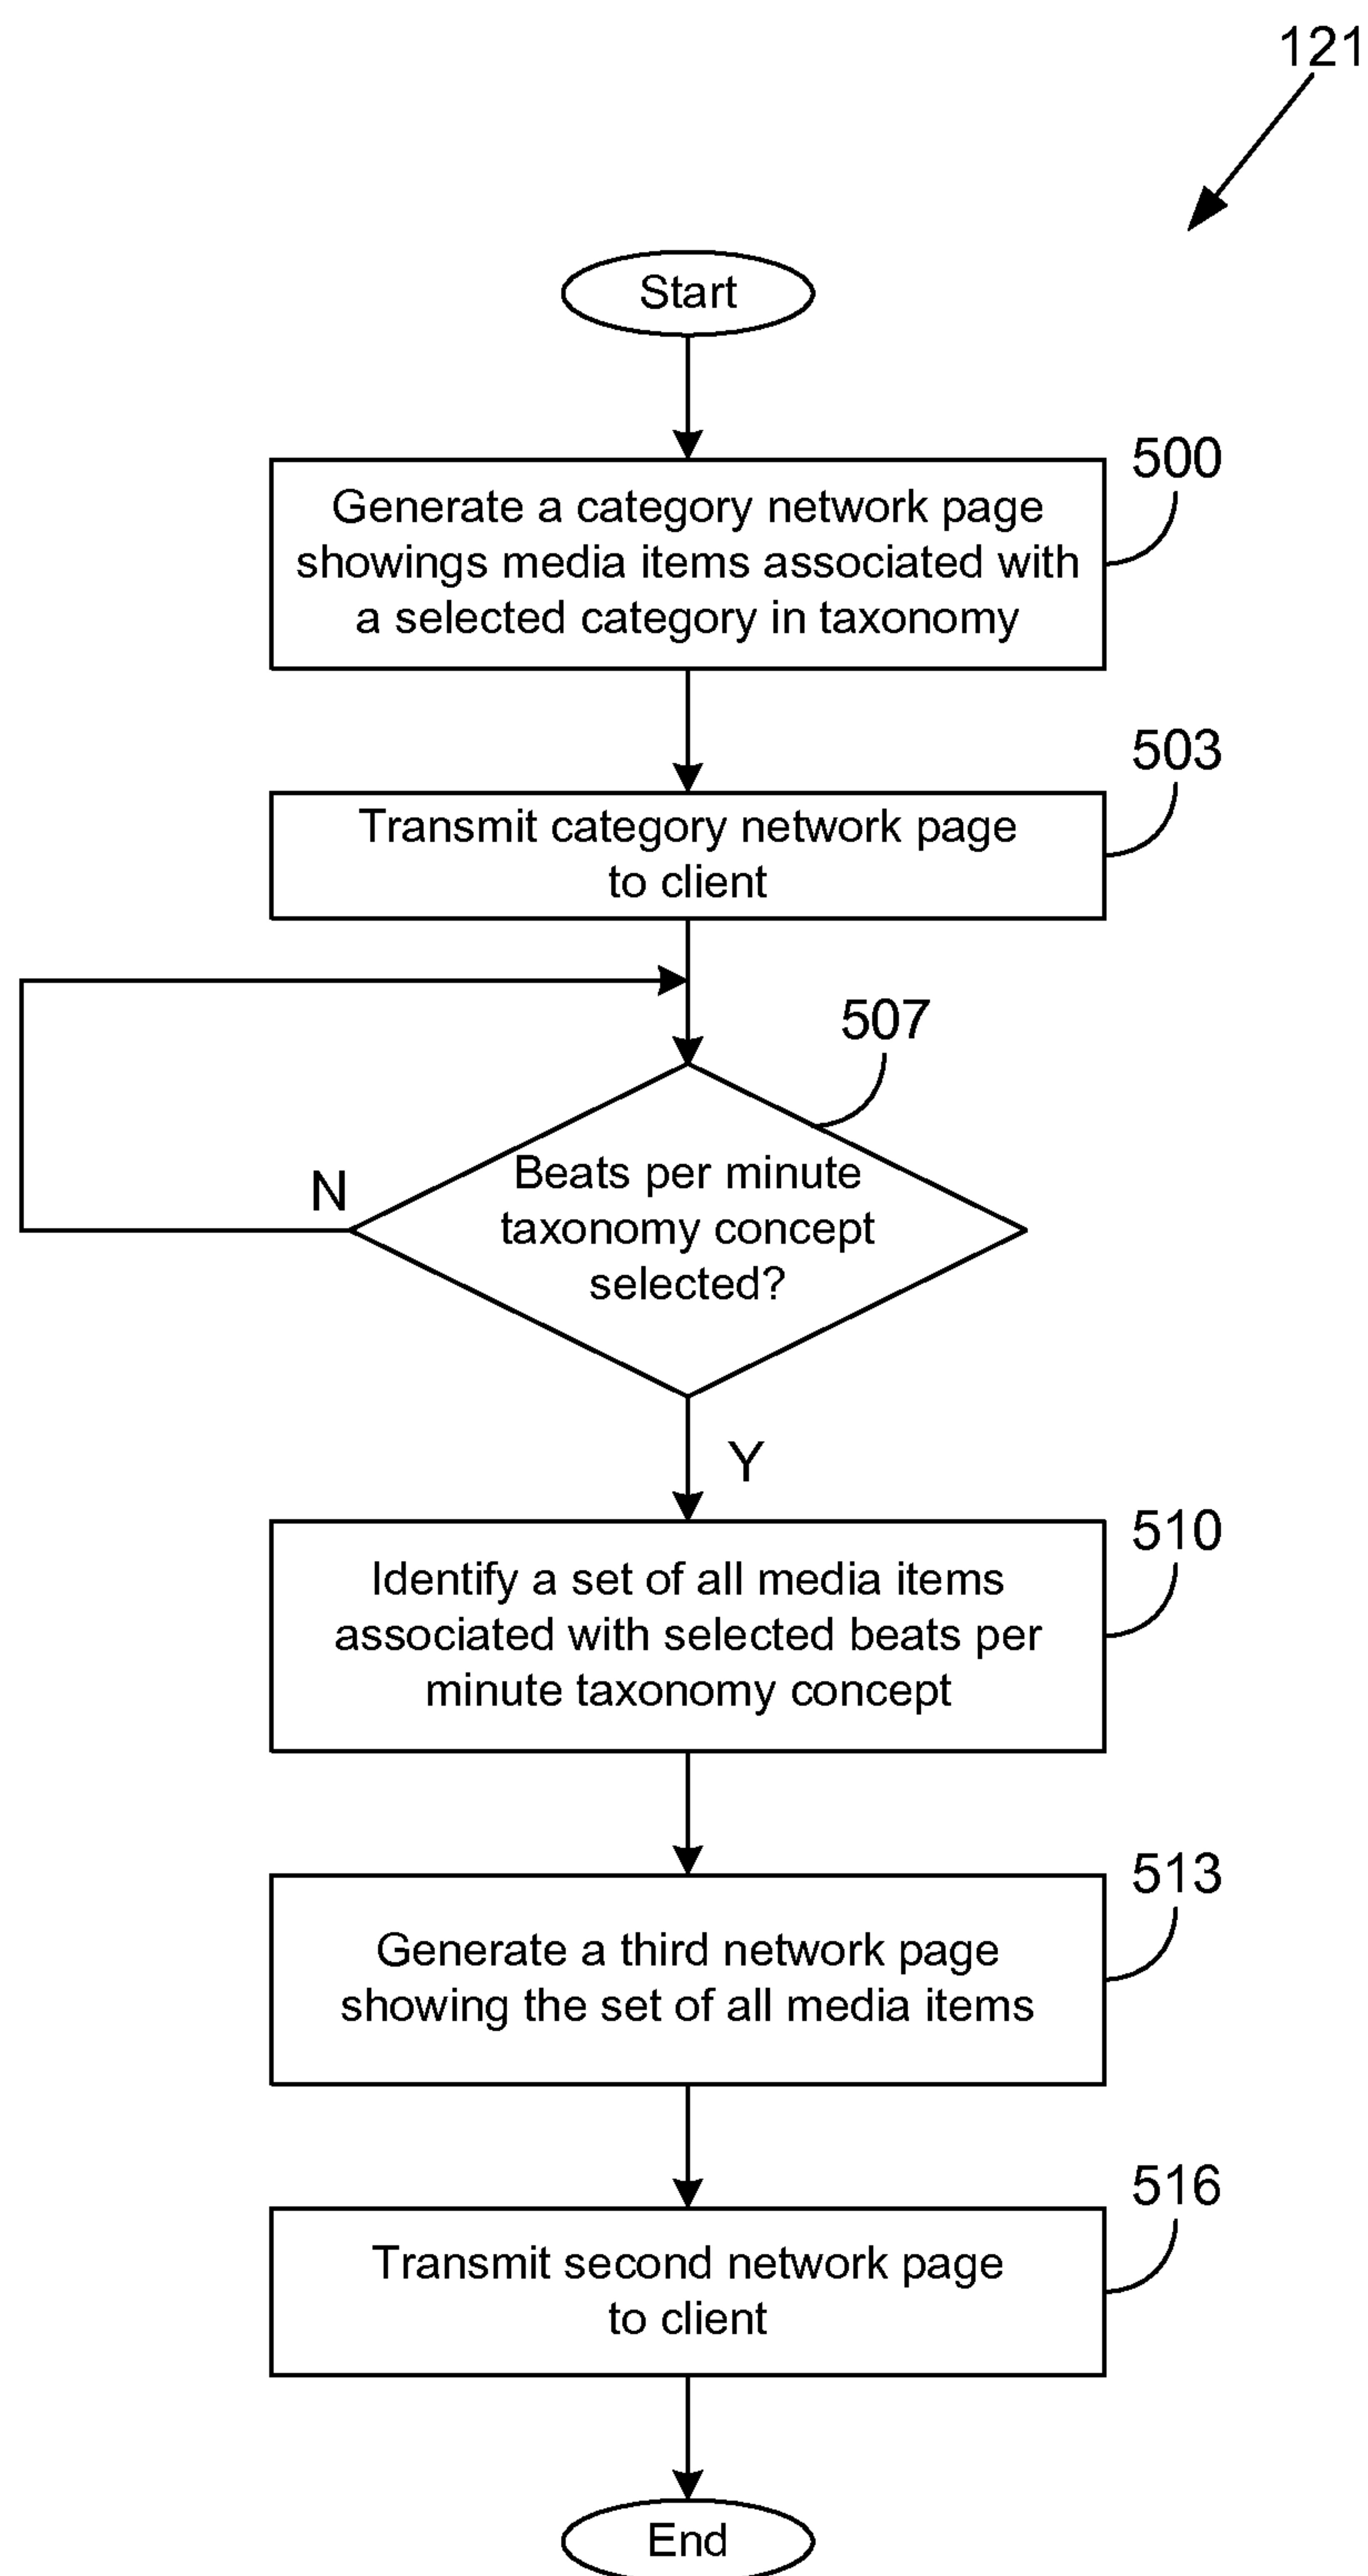 121
Start
500
Generate a category network page
showings media items associated with
a selected category in taxonomy
503
Transmit category network page
to client
507
Beats per minute
taxonomy concept
selected?
N
Y
510
Identify a set of all media items
associated with selected beats per
minute taxonomy concept
513
Generate a third network page
showing the set of all media items
516
Transmit second network page
to client
End